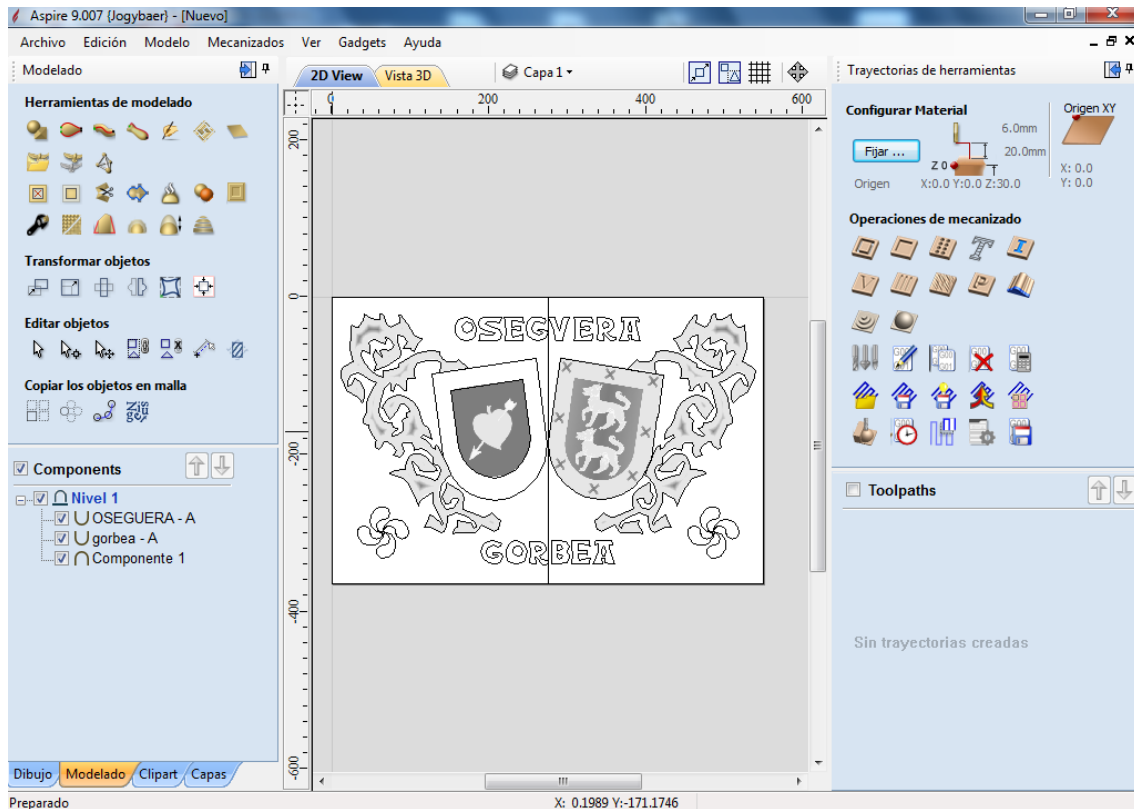 Aspire 9.007 {Jogybaer} - [Nuevo]
Archivo Edición Modelo Mecanizados Ver Gadgets Ayuda
Modelado
Herramientas de modelado
Transformar objetos
Editar objetos
Copiar los objetos en malla
Components
Nivel 1
OSEGUERA - A
gorbea - A
Componente 1
Dibujo Modelado Clipart Capas
2D View Vista 3D Capa 1
0 200 400 600
200
0
-200
-400
-600
OSEGVERA
GORBEA
Trayectorias de herramientas
Configurar Material
Origen XY
6.0mm
Fijar ...
20.0mm
Z 0
X: 0.0
Origen X:0.0 Y:0.0 Z:30.0
Y: 0.0
Operaciones de mecanizado
Toolpaths
Sin trayectorias creadas
Preparado
X: 0.1989 Y:-171.1746